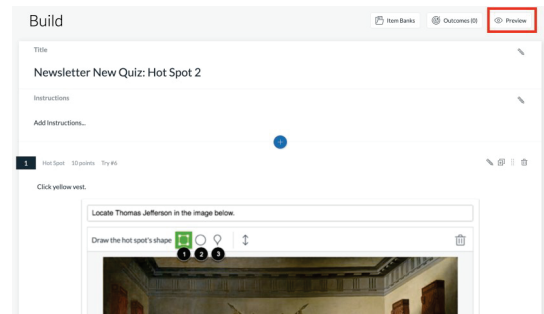 Build
Item Banks
Outcomes (0)
Preview
Title
Newsletter New Quiz: Hot Spot 2
Instructions
Add Instructions...
+
1 Hot Spot 10 points Try #6
Click yellow vest.
Locate Thomas Jefferson in the image below.
Draw the hot spot's shape
1 2 3